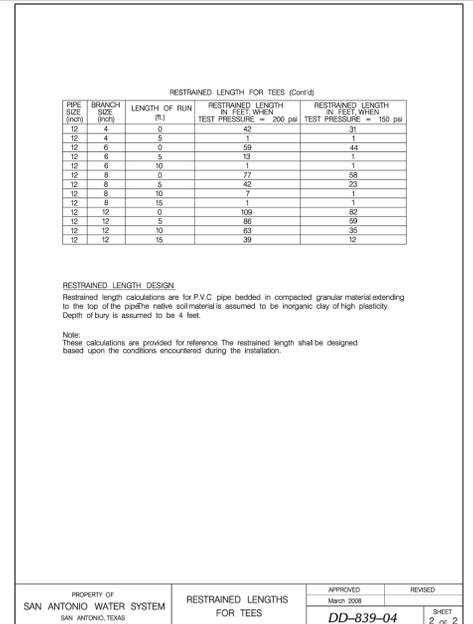 RESTRAINED LENGTH FOR TEES (Cont'd)
PIPE SIZE (inch) BRANCH SIZE (inch) LENGTH OF RUN (ft.) RESTRAINED LENGTH IN FEET, WHEN TEST PRESSURE = 200 psi RESTRAINED LENGTH IN FEET, WHEN TEST PRESSURE = 150 psi
12 4 0 42 31
12 4 5 1 1
12 6 0 59 44
12 6 5 13 1
12 6 10 1 1
12 8 0 77 58
12 8 5 42 23
12 8 10 7 1
12 8 15 1 1
12 12 0 109 82
12 12 5 86 59
12 12 10 63 35
12 12 15 39 12
RESTRAINED LENGTH DESIGN
Restrained length calculations are for P.V.C pipe bedded in compacted granular material extending
to the top of the pipe.The native soil material is assumed to be inorganic clay of high plasticity.
Depth of bury is assumed to be 4 feet.
Note:
These calculations are provided for reference. The restrained length shall be designed
based upon the conditions encountered during the installation.
PROPERTY OF
SAN ANTONIO WATER SYSTEM
SAN ANTONIO, TEXAS
RESTRAINED LENGTHS
FOR TEES
APPROVED
March 2008
REVISED
DD-839-04
SHEET
2 OF 2